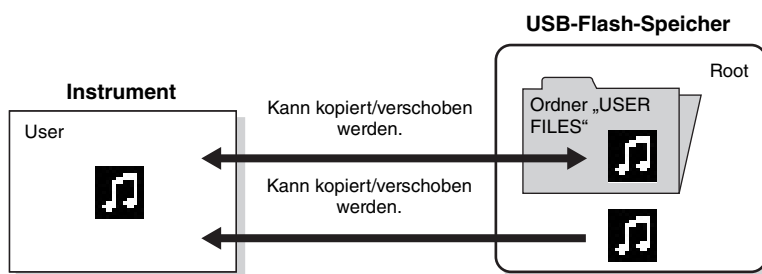 USB-Flash-Speicher
Root
Instrument
Ordner „USER
FILES“
Kann kopiert/verschoben
werden.
User
Kann kopiert/verschoben
werden.